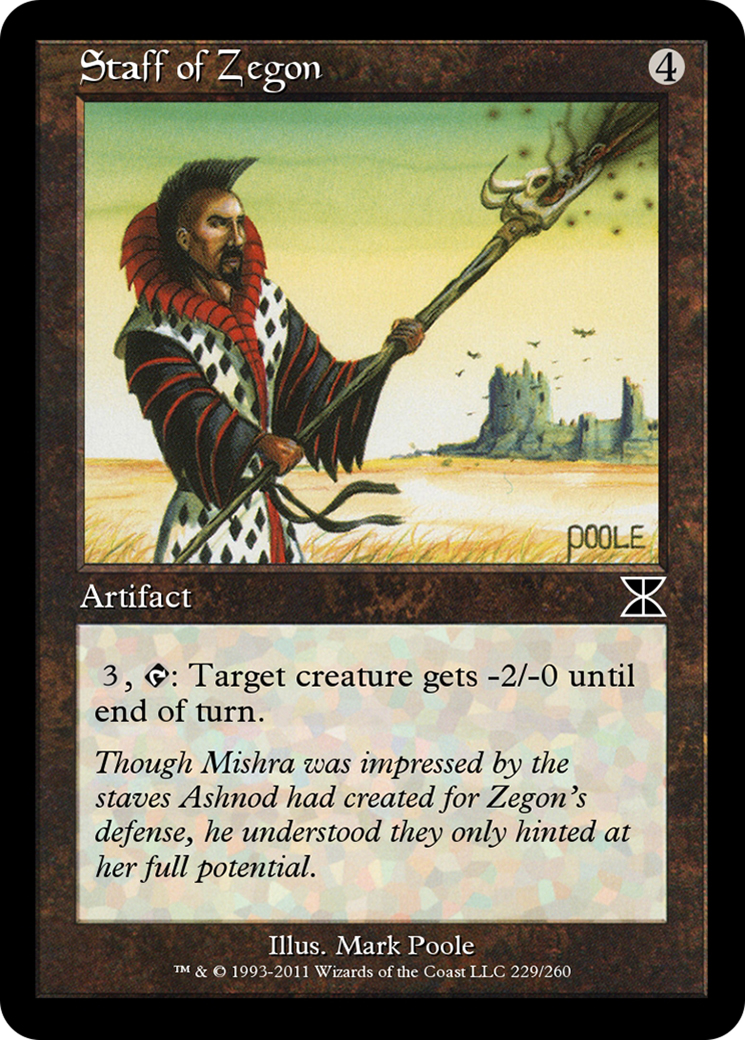 Staff of Zegon 4
POOLE
Artifact
3, : Target creature gets -2/-0 until
end of turn.
Though Mishra was impressed by the
staves Ashnod had created for Zegon's
defense, he understood they only hinted at
her full potential.
Illus. Mark Poole
™ & © 1993-2011 Wizards of the Coast LLC 229/260